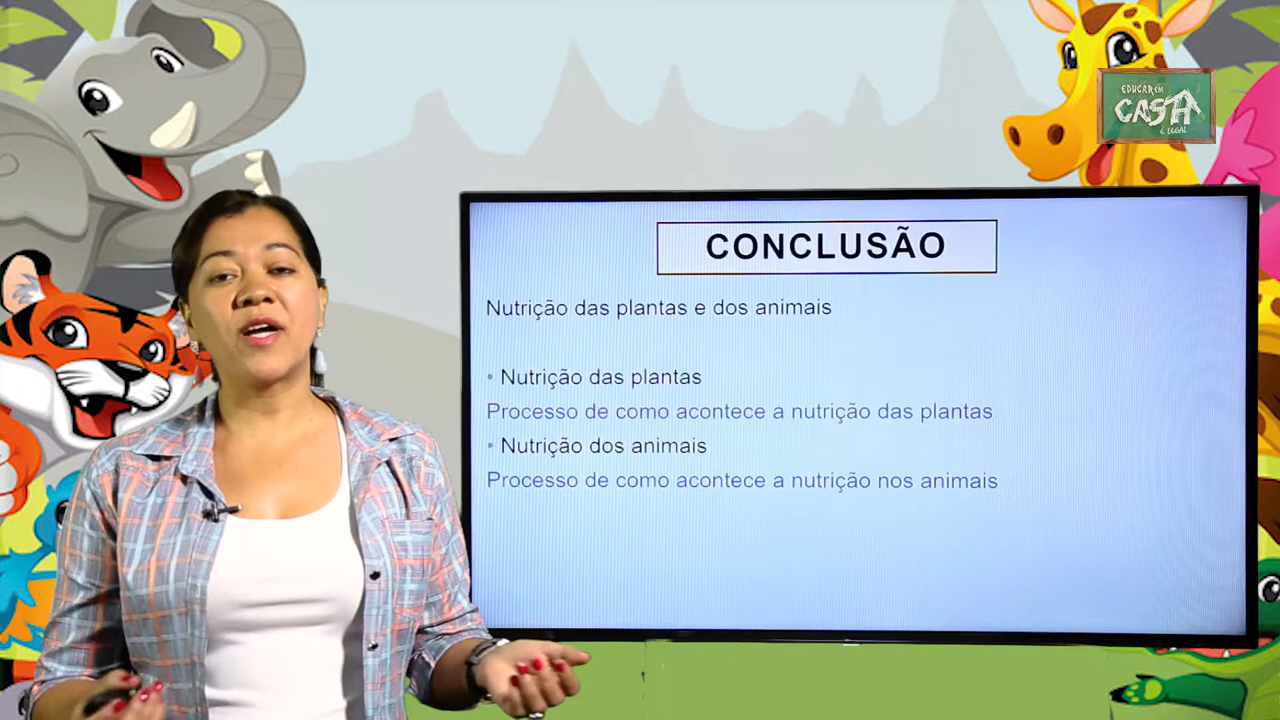 EDUCAR EM
CASA
É LEGAL
CONCLUSÃO
Nutrição das plantas e dos animais
• Nutrição das plantas
Processo de como acontece a nutrição das plantas
• Nutrição dos animais
Processo de como acontece a nutrição nos animais